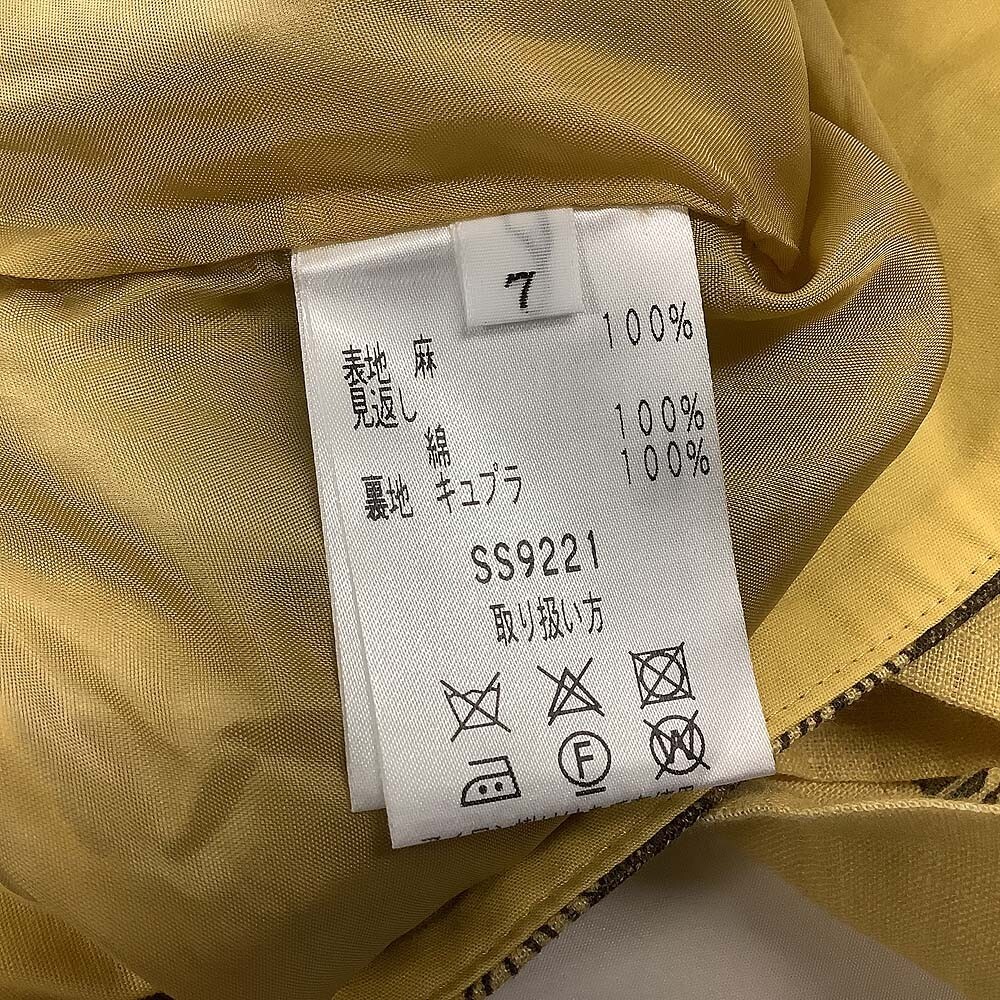 7
表地 麻 100%
見返し
綿 100%
裏地 キュプラ 100%
SS9221
取り扱い方
F
W